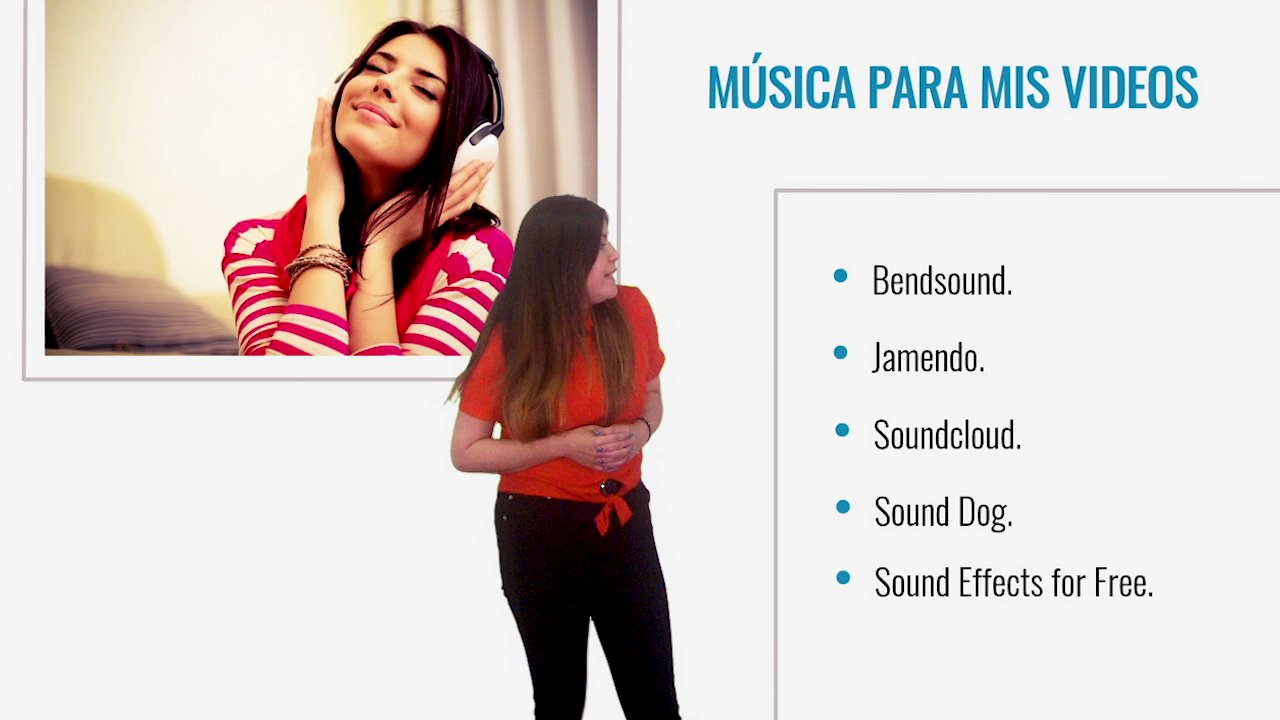 MÚSICA PARA MIS VIDEOS
Bendsound.
Jamendo.
Soundcloud.
Sound Dog.
Sound Effects for Free.